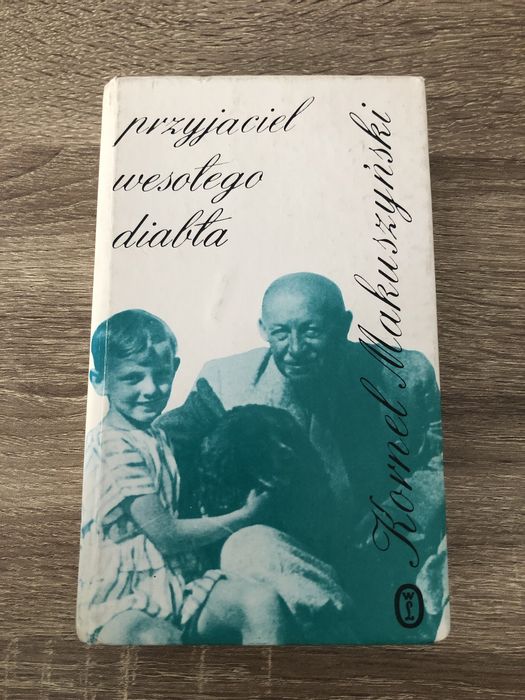 przyjaciel
wesołego
diabła
Kornel Makuszyński
WL